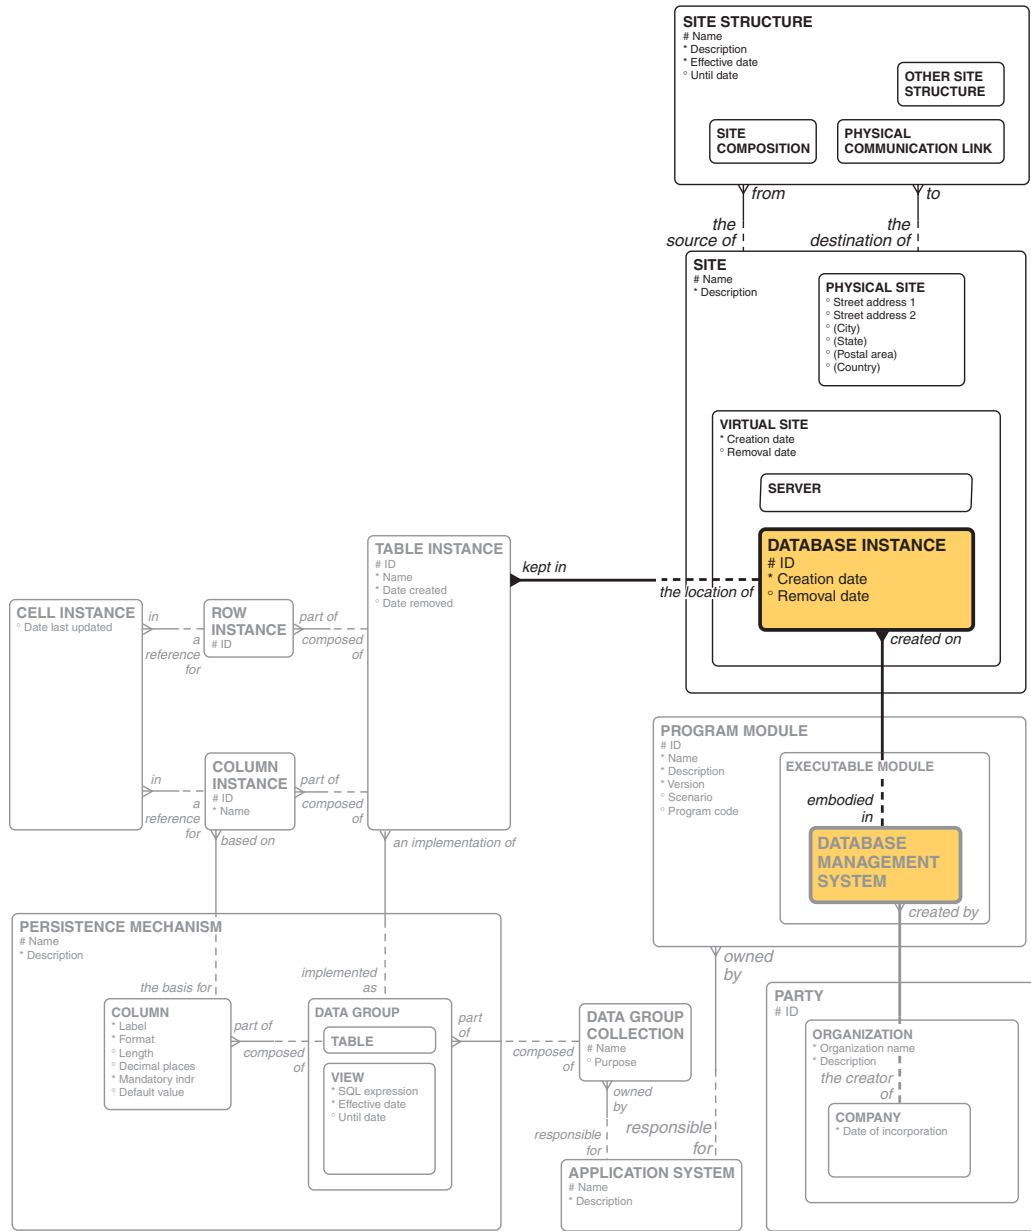 SITE STRUCTURE
# Name
* Description
* Effective date
° Until date
OTHER SITE
STRUCTURE
SITE
COMPOSITION
PHYSICAL
COMMUNICATION LINK
from
to
the
source of
the
destination of
SITE
# Name
* Description
PHYSICAL SITE
° Street address 1
° Street address 2
° (City)
° (State)
° (Postal area)
° (Country)
VIRTUAL SITE
* Creation date
° Removal date
SERVER
DATABASE INSTANCE
# ID
* Creation date
° Removal date
kept in
the location of
created on
TABLE INSTANCE
# ID
* Name
* Date created
° Date removed
CELL INSTANCE
° Date last updated
in
a
reference
for
ROW
INSTANCE
# ID
part of
composed
of
in
a
reference
for
COLUMN
INSTANCE
# ID
* Name
part of
composed
of
based on
an implementation of
PROGRAM MODULE
# ID
* Name
* Description
* Version
° Scenario
° Program code
EXECUTABLE MODULE
embodied
in
DATABASE
MANAGEMENT
SYSTEM
created by
PERSISTENCE MECHANISM
# Name
* Description
the basis for
implemented
as
COLUMN
* Label
* Format
° Length
° Decimal places
* Mandatory indr
° Default value
part of
composed
of
DATA GROUP
TABLE
VIEW
* SQL expression
* Effective date
° Until date
part
of
composed
of
DATA GROUP
COLLECTION
# Name
° Purpose
owned
by
responsible
for
owned
by
responsible
for
APPLICATION SYSTEM
# Name
* Description
PARTY
# ID
ORGANIZATION
* Organization name
* Description
the creator
of
COMPANY
* Date of incorporation